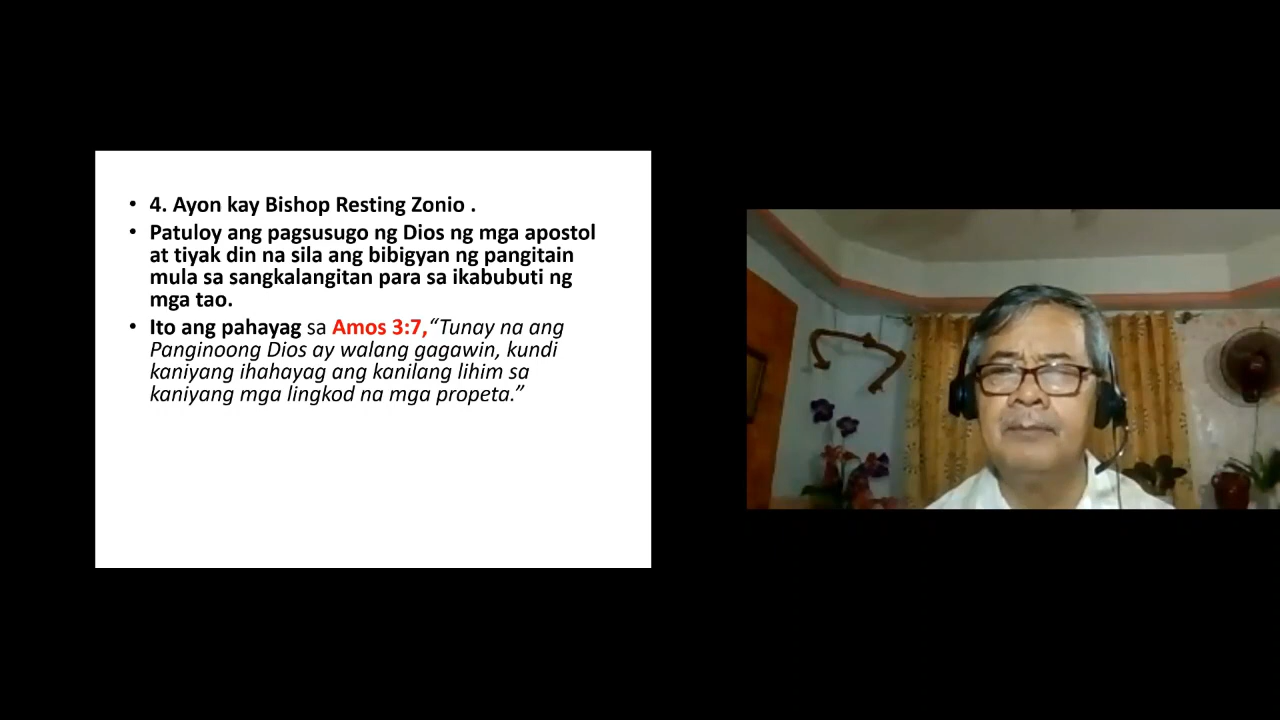 • 4. Ayon kay Bishop Resting Zonio .
• Patuloy ang pagsusugo ng Dios ng mga apostol
at tiyak din na sila ang bibigyan ng pangitain
mula sa sangkalangitan para sa ikabubuti ng
mga tao.
• Ito ang pahayag sa Amos 3:7,“Tunay na ang
Panginoong Dios ay walang gagawin, kundi
kaniyang ihahayag ang kanilang lihim sa
kaniyang mga lingkod na mga propeta.”